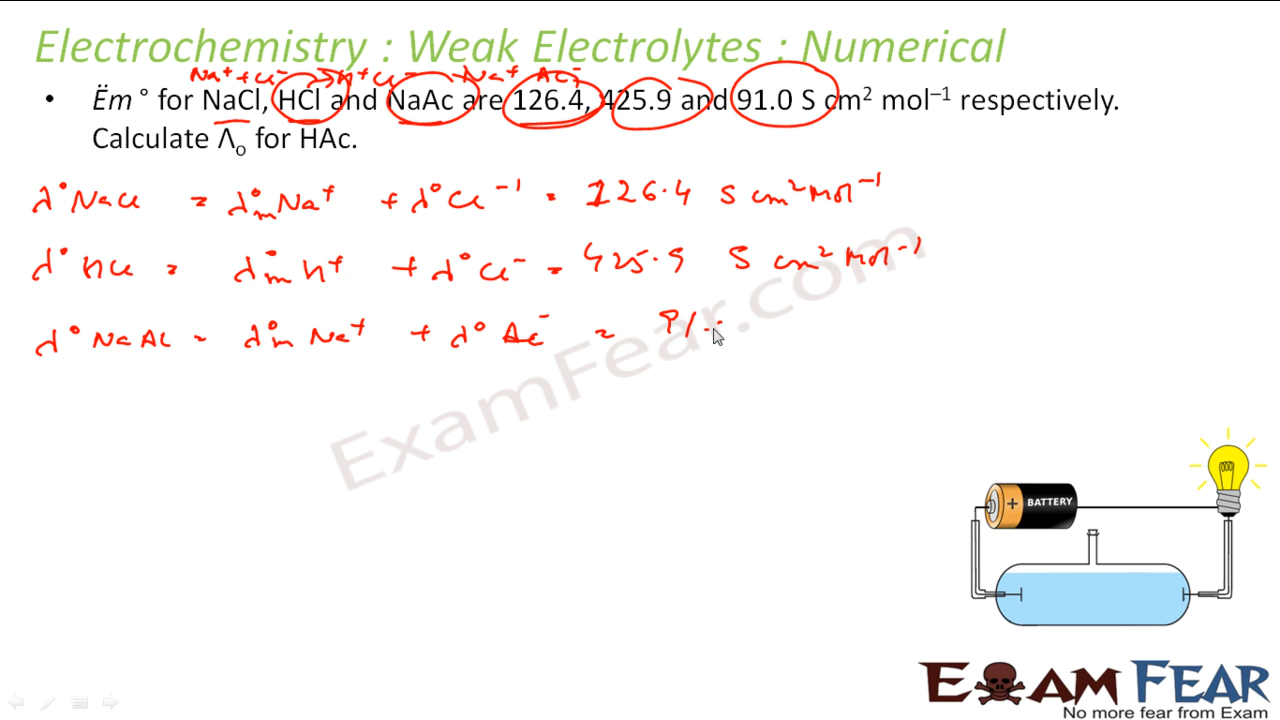 Electrochemistry : Weak Electrolytes : Numerical
Na⁺ + Cl⁻ → H⁺ Cl⁻ + Na⁺ Ac⁻
• Ëm ° for NaCl, HCl and NaAc are 126.4, 425.9 and 91.0 S cm² mol⁻¹ respectively.
Calculate Λₒ for HAc.
λ° NaCl = λ°ₘ Na⁺ + λ° Cl⁻¹ = 126.4 S cm² mol⁻¹
λ° HCl = λ°ₘ H⁺ + λ° Cl⁻ = 425.9 S cm² mol⁻¹
λ° NaAc = λ°ₘ Na⁺ + λ° Ac⁻ = 91.
ExamFear.com
+ BATTERY
EXAM FEAR
No more fear from Exam